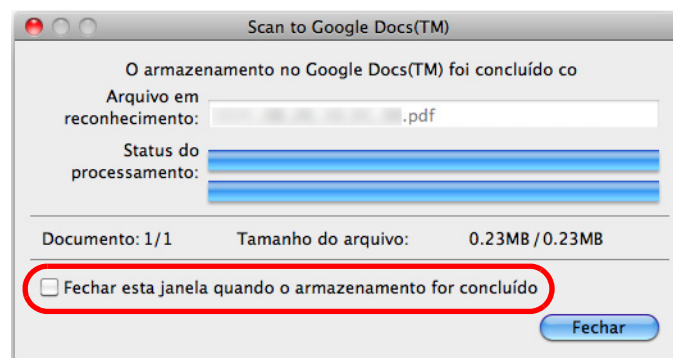 Scan to Google Docs(TM)
O armazenamento no Google Docs(TM) foi concluído co
Arquivo em
reconhecimento:
.pdf
Status do
processamento:
Documento: 1/1 Tamanho do arquivo: 0.23MB / 0.23MB
Fechar esta janela quando o armazenamento for concluído
Fechar